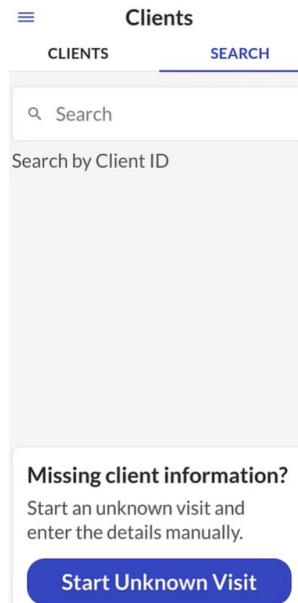 Clients
CLIENTS
SEARCH
Search
Search by Client ID
Missing client information?
Start an unknown visit and
enter the details manually.
Start Unknown Visit